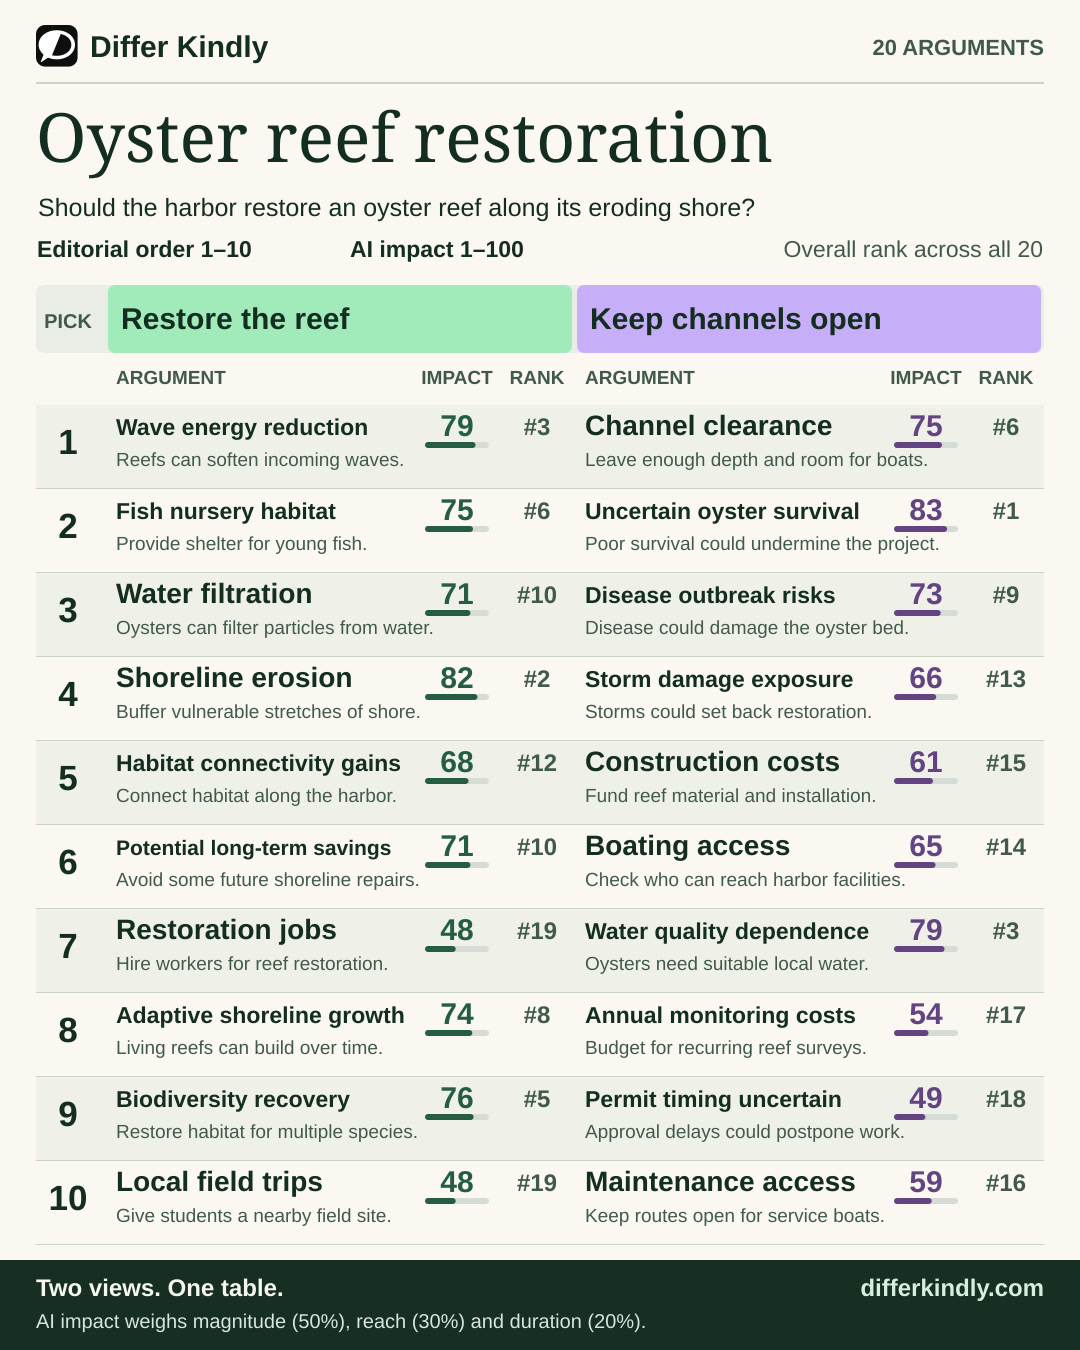 Differ Kindly
20 ARGUMENTS
Oyster reef restoration
Should the harbor restore an oyster reef along its eroding shore?
Editorial order 1–10 AI impact 1–100 Overall rank across all 20
PICK Restore the reef Keep channels open
ARGUMENT IMPACT RANK ARGUMENT IMPACT RANK
1 Wave energy reduction 79 #3 Channel clearance 75 #6
Reefs can soften incoming waves. Leave enough depth and room for boats.
2 Fish nursery habitat 75 #6 Uncertain oyster survival 83 #1
Provide shelter for young fish. Poor survival could undermine the project.
3 Water filtration 71 #10 Disease outbreak risks 73 #9
Oysters can filter particles from water. Disease could damage the oyster bed.
4 Shoreline erosion 82 #2 Storm damage exposure 66 #13
Buffer vulnerable stretches of shore. Storms could set back restoration.
5 Habitat connectivity gains 68 #12 Construction costs 61 #15
Connect habitat along the harbor. Fund reef material and installation.
6 Potential long-term savings 71 #10 Boating access 65 #14
Avoid some future shoreline repairs. Check who can reach harbor facilities.
7 Restoration jobs 48 #19 Water quality dependence 79 #3
Hire workers for reef restoration. Oysters need suitable local water.
8 Adaptive shoreline growth 74 #8 Annual monitoring costs 54 #17
Living reefs can build over time. Budget for recurring reef surveys.
9 Biodiversity recovery 76 #5 Permit timing uncertain 49 #18
Restore habitat for multiple species. Approval delays could postpone work.
10 Local field trips 48 #19 Maintenance access 59 #16
Give students a nearby field site. Keep routes open for service boats.
Two views. One table. differkindly.com
AI impact weighs magnitude (50%), reach (30%) and duration (20%).